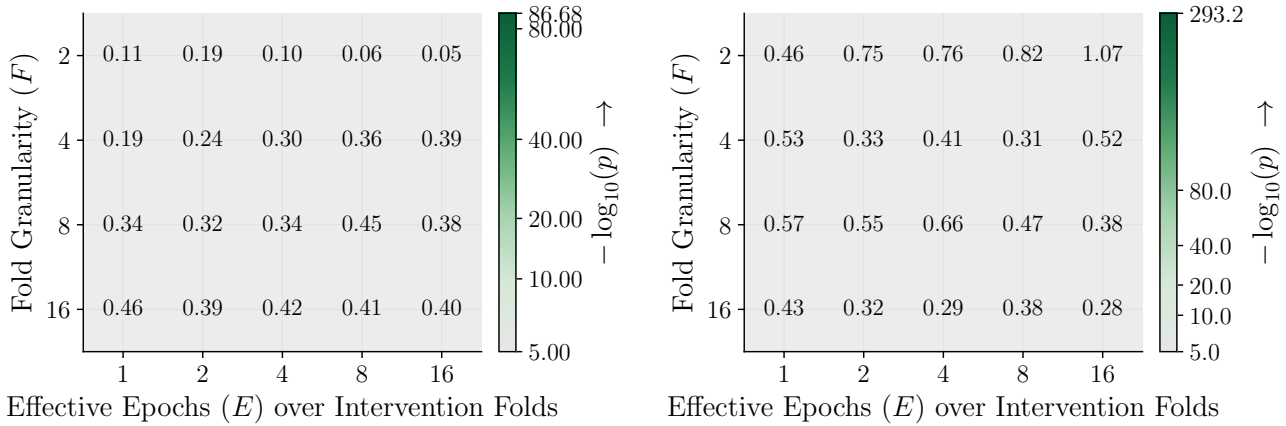 Fold Granularity (F)
2 0.11 0.19 0.10 0.06 0.05
4 0.19 0.24 0.30 0.36 0.39
8 0.34 0.32 0.34 0.45 0.38
16 0.46 0.39 0.42 0.41 0.40
1 2 4 8 16
Effective Epochs (E) over Intervention Folds
86.68
80.00
40.00
20.00
10.00
5.00
− log₁₀(p) →
Fold Granularity (F)
2 0.46 0.75 0.76 0.82 1.07
4 0.53 0.33 0.41 0.31 0.52
8 0.57 0.55 0.66 0.47 0.38
16 0.43 0.32 0.29 0.38 0.28
1 2 4 8 16
Effective Epochs (E) over Intervention Folds
293.2
80.0
40.0
20.0
10.0
5.0
− log₁₀(p) →